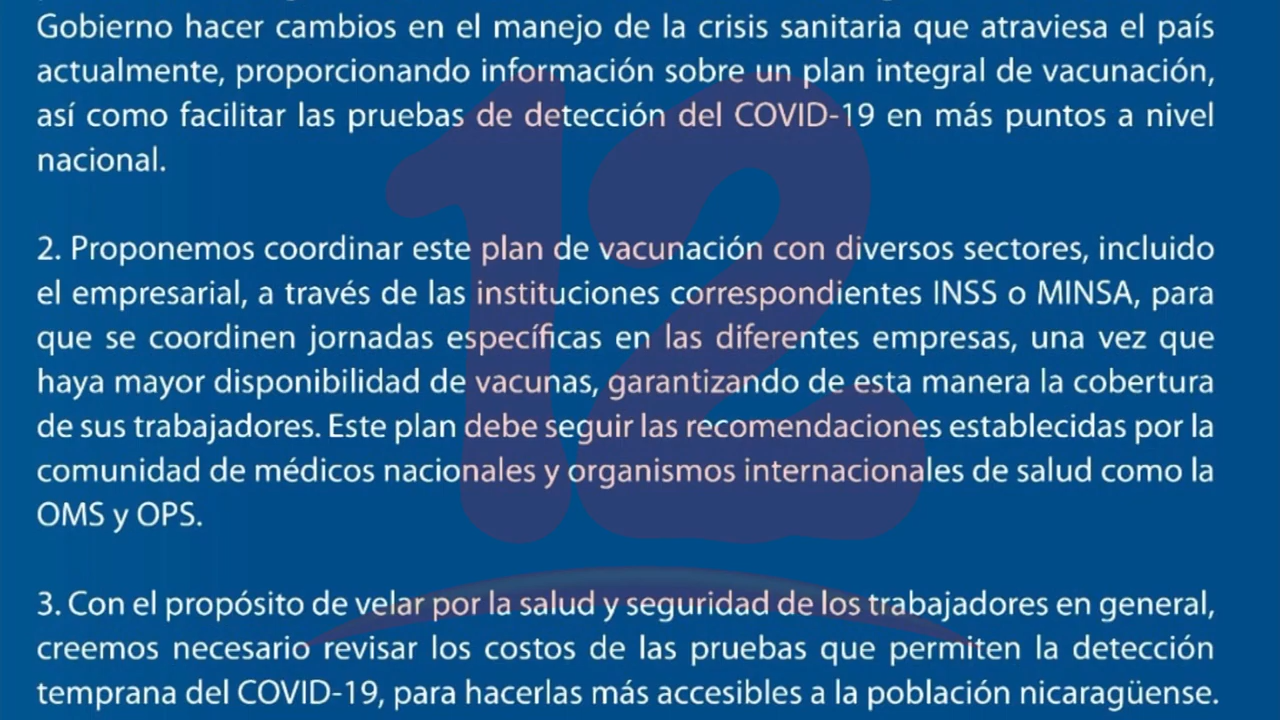 Gobierno hacer cambios en el manejo de la crisis sanitaria que atraviesa el país
actualmente, proporcionando información sobre un plan integral de vacunación,
así como facilitar las pruebas de detección del COVID-19 en más puntos a nivel
nacional.
2. Proponemos coordinar este plan de vacunación con diversos sectores, incluido
el empresarial, a través de las instituciones correspondientes INSS o MINSA, para
que se coordinen jornadas específicas en las diferentes empresas, una vez que
haya mayor disponibilidad de vacunas, garantizando de esta manera la cobertura
de sus trabajadores. Este plan debe seguir las recomendaciones establecidas por la
comunidad de médicos nacionales y organismos internacionales de salud como la
OMS y OPS.
3. Con el propósito de velar por la salud y seguridad de los trabajadores en general,
creemos necesario revisar los costos de las pruebas que permiten la detección
temprana del COVID-19, para hacerlas más accesibles a la población nicaragüense.
12